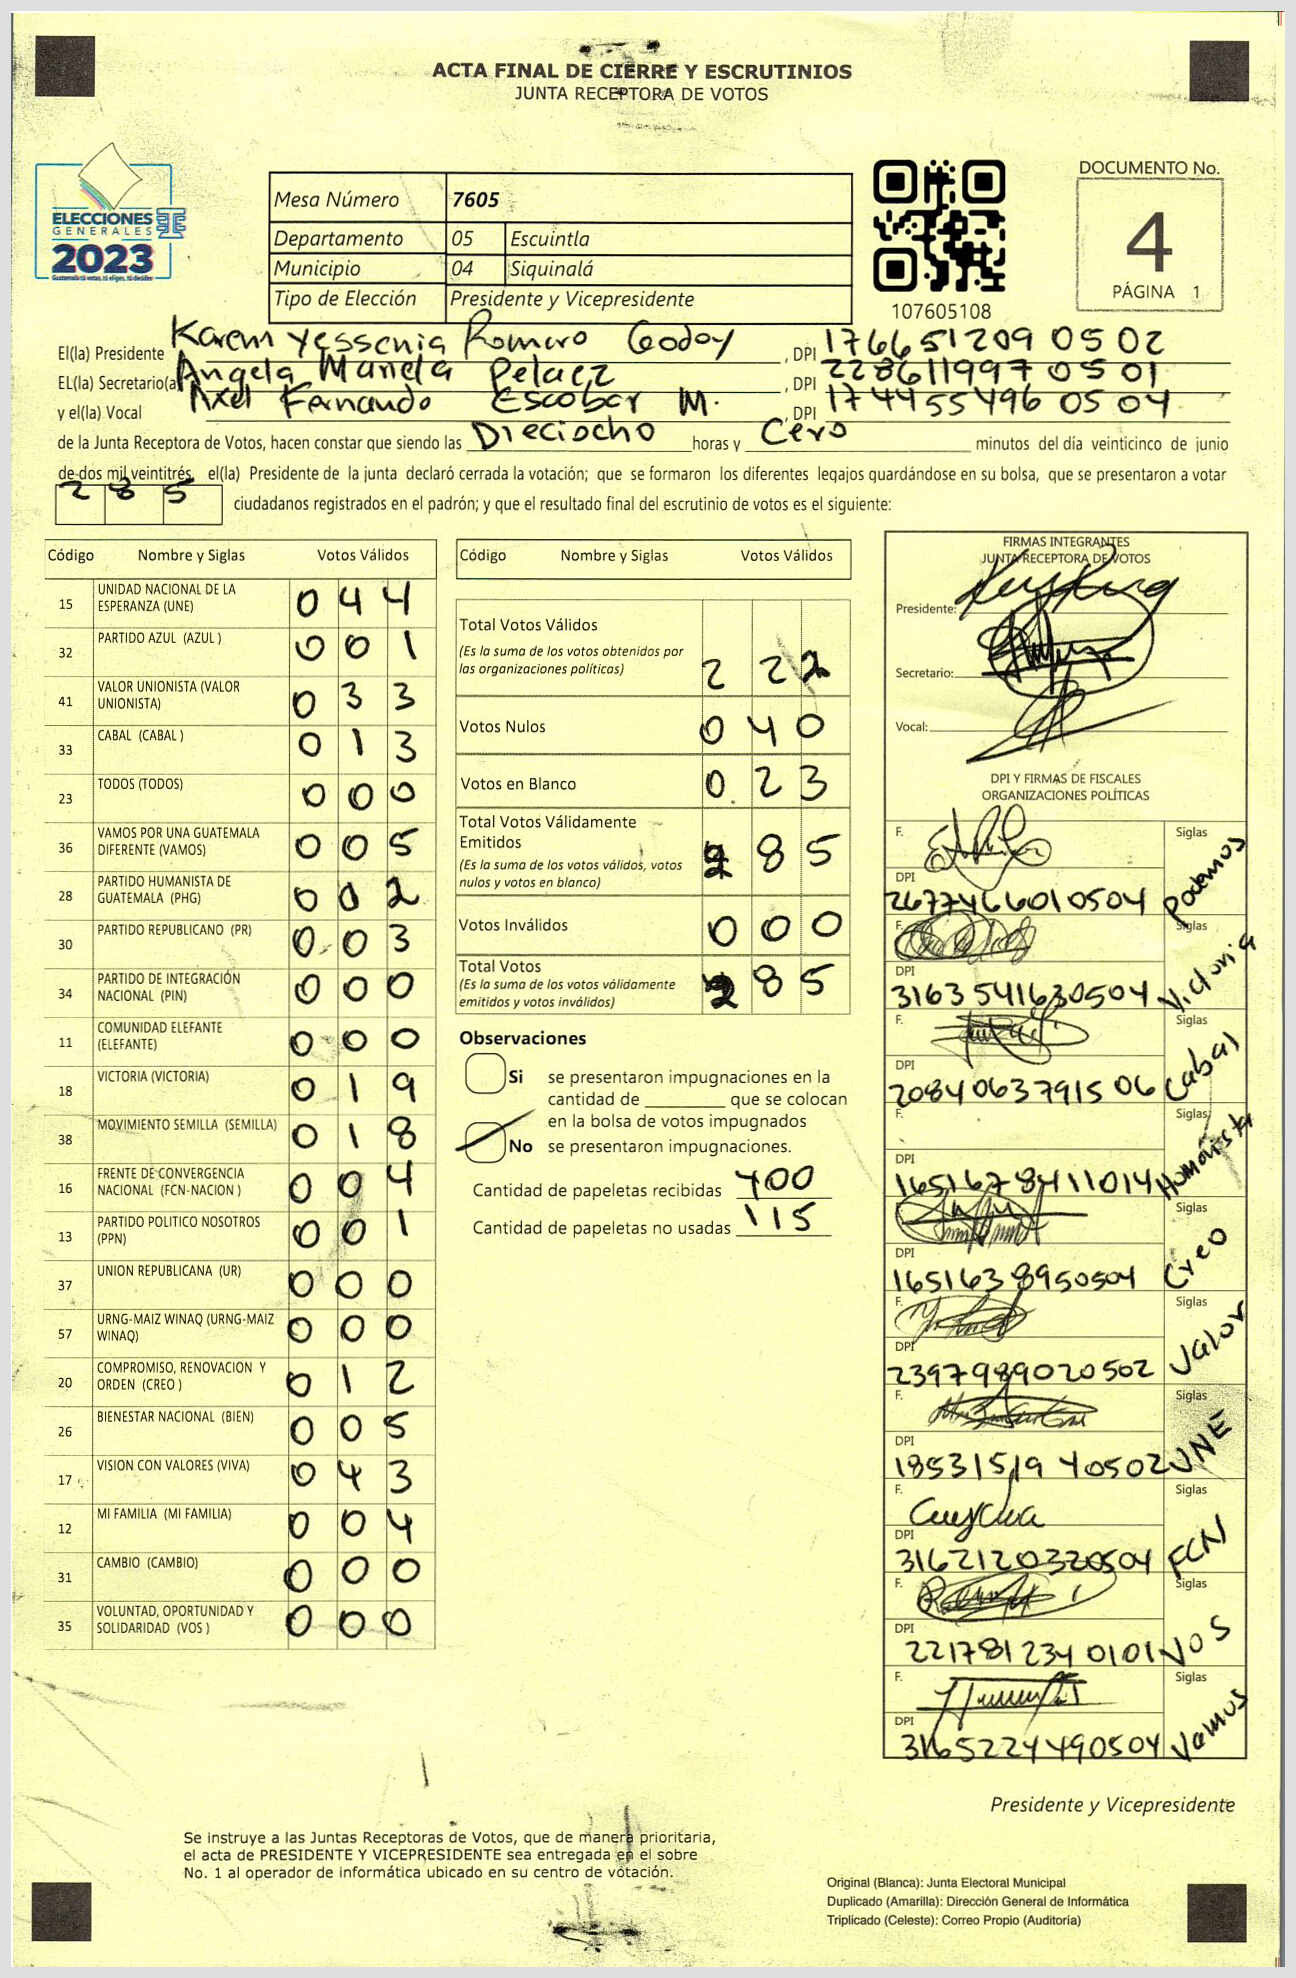 ACTA FINAL DE CIERRE Y ESCRUTINIOS
JUNTA RECEPTORA DE VOTOS
ELECCIONES
GENERALES
2023
Mesa Número 7605
Departamento 05 Escuintla
Municipio 04 Siquinalá
Tipo de Elección Presidente y Vicepresidente
107605108
DOCUMENTO No.
4
PÁGINA 1
El(la) Presidente Karem Yessenia Romero Godoy , DPI 176651209 05 02
EL(la) Secretario(a) Angela Mariela Pelaez , DPI 228611997 0501
y el(la) Vocal Axel Fernando Escobar M. , DPI 174455496 05 04
de la Junta Receptora de Votos, hacen constar que siendo las Dieciocho horas y Cero minutos del día veinticinco de junio
de dos mil veintitrés, el(la) Presidente de la junta declaró cerrada la votación; que se formaron los diferentes legajos guardándose en su bolsa, que se presentaron a votar
2 8 5 ciudadanos registrados en el padrón; y que el resultado final del escrutinio de votos es el siguiente:
Código Nombre y Siglas Votos Válidos
15 UNIDAD NACIONAL DE LA ESPERANZA (UNE) 0 4 4
32 PARTIDO AZUL (AZUL ) 0 0 1
41 VALOR UNIONISTA (VALOR UNIONISTA) 0 3 3
33 CABAL (CABAL ) 0 1 3
23 TODOS (TODOS) 0 0 0
36 VAMOS POR UNA GUATEMALA DIFERENTE (VAMOS) 0 0 5
28 PARTIDO HUMANISTA DE GUATEMALA (PHG) 0 0 2
30 PARTIDO REPUBLICANO (PR) 0 0 3
34 PARTIDO DE INTEGRACIÓN NACIONAL (PIN) 0 0 0
11 COMUNIDAD ELEFANTE (ELEFANTE) 0 0 0
18 VICTORIA (VICTORIA) 0 1 9
38 MOVIMIENTO SEMILLA (SEMILLA) 0 1 8
16 FRENTE DE CONVERGENCIA NACIONAL (FCN-NACION ) 0 0 4
13 PARTIDO POLITICO NOSOTROS (PPN) 0 0 1
37 UNION REPUBLICANA (UR) 0 0 0
57 URNG-MAIZ WINAQ (URNG-MAIZ WINAQ) 0 0 0
20 COMPROMISO, RENOVACION Y ORDEN (CREO ) 0 1 2
26 BIENESTAR NACIONAL (BIEN) 0 0 5
17 VISION CON VALORES (VIVA) 0 4 3
12 MI FAMILIA (MI FAMILIA) 0 0 4
31 CAMBIO (CAMBIO) 0 0 0
35 VOLUNTAD, OPORTUNIDAD Y SOLIDARIDAD (VOS ) 0 0 0
Código Nombre y Siglas Votos Válidos
Total Votos Válidos 2 2 2
(Es la suma de los votos obtenidos por
las organizaciones políticas)
Votos Nulos 0 4 0
Votos en Blanco 0 2 3
Total Votos Válidamente
Emitidos 2 8 5
(Es la suma de los votos válidos, votos
nulos y votos en blanco)
Votos Inválidos 0 0 0
Total Votos 2 8 5
(Es la suma de los votos válidamente
emitidos y votos inválidos)
Observaciones
Si se presentaron impugnaciones en la
cantidad de ________ que se colocan
en la bolsa de votos impugnados
No se presentaron impugnaciones.
Cantidad de papeletas recibidas 400
Cantidad de papeletas no usadas 115
FIRMAS INTEGRANTES
JUNTA RECEPTORA DE VOTOS
Presidente:
Secretario:
Vocal:
DPI Y FIRMAS DE FISCALES
ORGANIZACIONES POLÍTICAS
F. Siglas Podemos
DPI 2677466010504
F. Siglas Victoria
DPI 3163541630504
F. Siglas Cabal
DPI 2084063791506
F. Siglas Humanista
DPI 1651678411014
F. Siglas Creo
DPI 1651638950504
F. Siglas Valor
DPI 2397989020502
F. Siglas UNE
DPI 1853151940502
F. Siglas FCN
DPI 3162120320504
F. Siglas VOS
DPI 2217812340101
F. Siglas Vamos
DPI 3165224490504
Presidente y Vicepresidente
Se instruye a las Juntas Receptoras de Votos, que de manera prioritaria,
el acta de PRESIDENTE Y VICEPRESIDENTE sea entregada en el sobre
No. 1 al operador de informática ubicado en su centro de votación.
Original (Blanca): Junta Electoral Municipal
Duplicado (Amarilla): Dirección General de Informática
Triplicado (Celeste): Correo Propio (Auditoría)